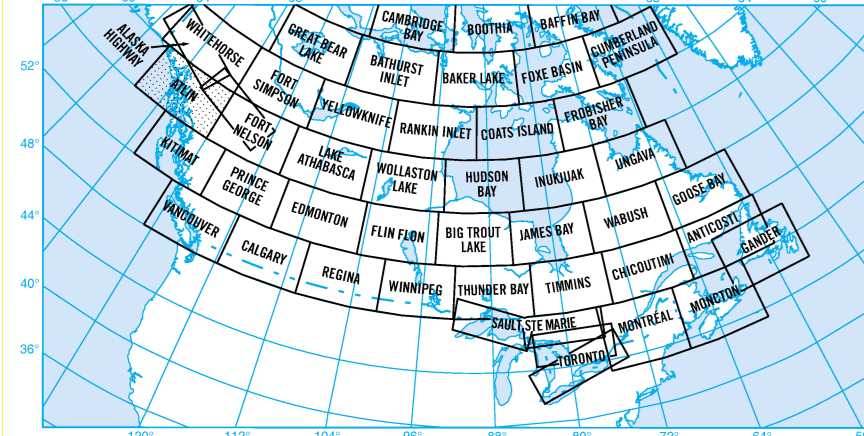 CAMBRIDGE
BAY
BOOTHIA
BAFFIN BAY
ALASKA
HIGHWAY
WHITEHORSE
GREAT BEAR
LAKE
BATHURST
INLET
BAKER LAKE
FOXE BASIN
CUMBERLAND
PENINSULA
52°
ATLIN
FORT
SIMPSON
YELLOWKNIFE
RANKIN INLET
COATS ISLAND
FROBISHER
BAY
48°
KITIMAT
FORT
NELSON
LAKE
ATHABASCA
WOLLASTON
LAKE
HUDSON
BAY
INUKJUAK
UNGAVA
44°
PRINCE
GEORGE
EDMONTON
FLIN FLON
BIG TROUT
LAKE
JAMES BAY
WABUSH
GOOSE BAY
VANCOUVER
CALGARY
REGINA
WINNIPEG
THUNDER BAY
TIMMINS
CHICOUTIMI
ANTICOSTI
GANDER
40°
SAULT STE MARIE
MONTRÉAL
MONCTON
36°
TORONTO
120°
112°
104°
96°
88°
80°
72°
64°